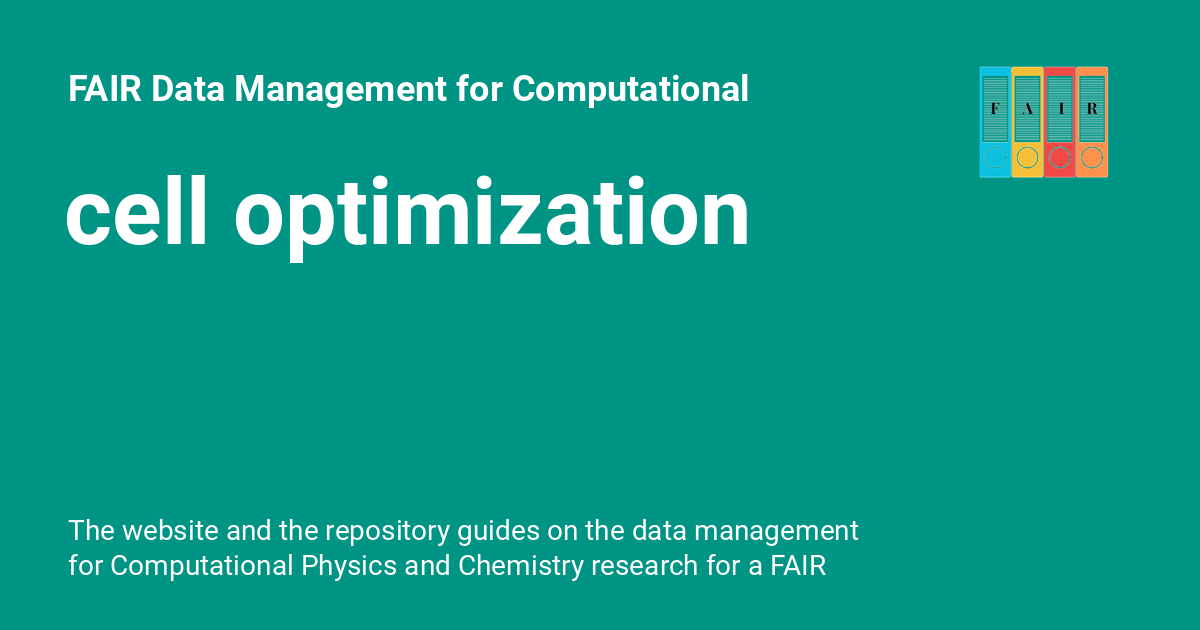 FAIR Data Management for Computational
F A I R
cell optimization
The website and the repository guides on the data management
for Computational Physics and Chemistry research for a FAIR